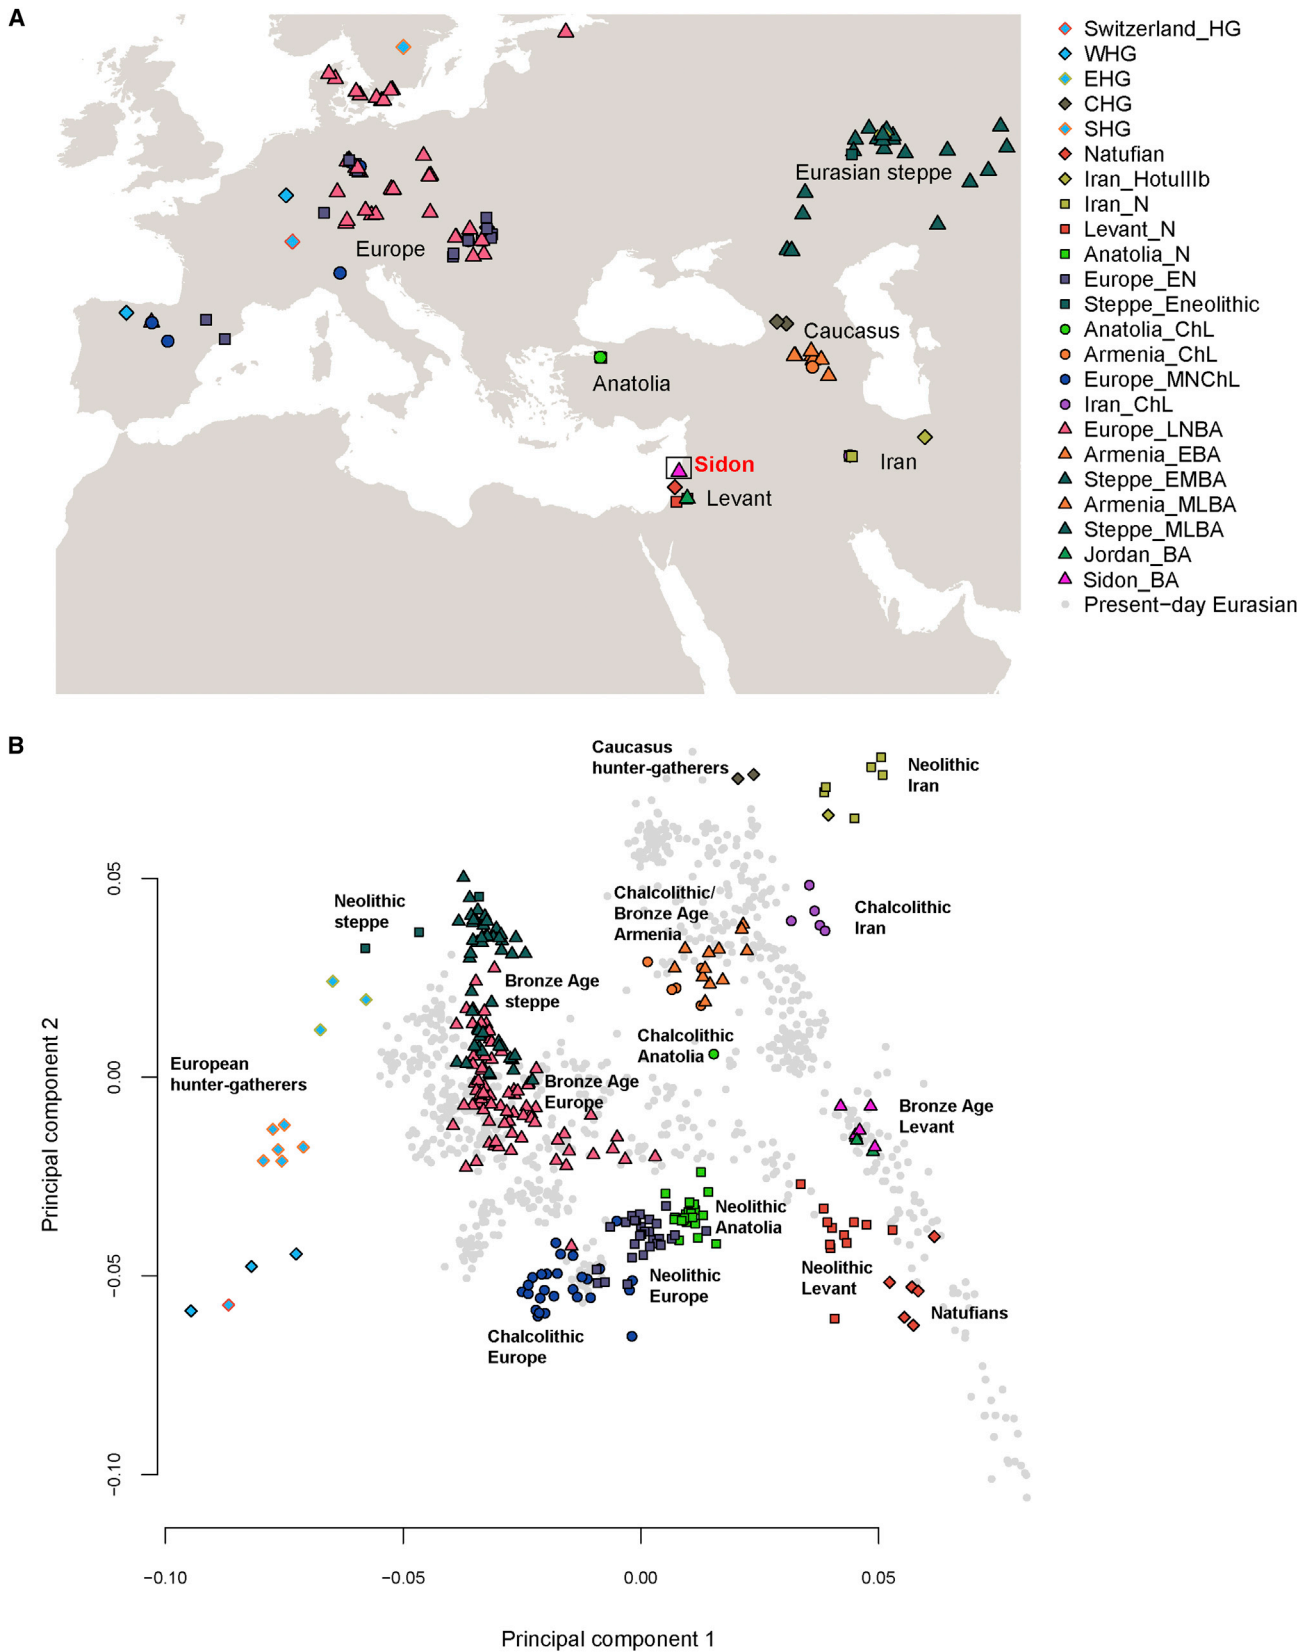 A
Switzerland_HG
WHG
EHG
CHG
SHG
Natufian
Iran_HotuIIIb
Iran_N
Levant_N
Anatolia_N
Europe_EN
Steppe_Eneolithic
Anatolia_ChL
Armenia_ChL
Europe_MNChL
Iran_ChL
Europe_LNBA
Armenia_EBA
Steppe_EMBA
Armenia_MLBA
Steppe_MLBA
Jordan_BA
Sidon_BA
Present−day Eurasian
Eurasian steppe
Europe
Caucasus
Anatolia
Sidon
Iran
Levant
B
Caucasus
hunter-gatherers
Neolithic
Iran
Neolithic
steppe
Chalcolithic/
Bronze Age
Armenia
Chalcolithic
Iran
Bronze Age
steppe
Chalcolithic
Anatolia
European
hunter-gatherers
Bronze Age
Europe
Bronze Age
Levant
Neolithic
Anatolia
Neolithic
Europe
Neolithic
Levant
Natufians
Chalcolithic
Europe
Principal component 2
0.05
0.00
−0.05
−0.10
−0.10
−0.05
0.00
0.05
Principal component 1